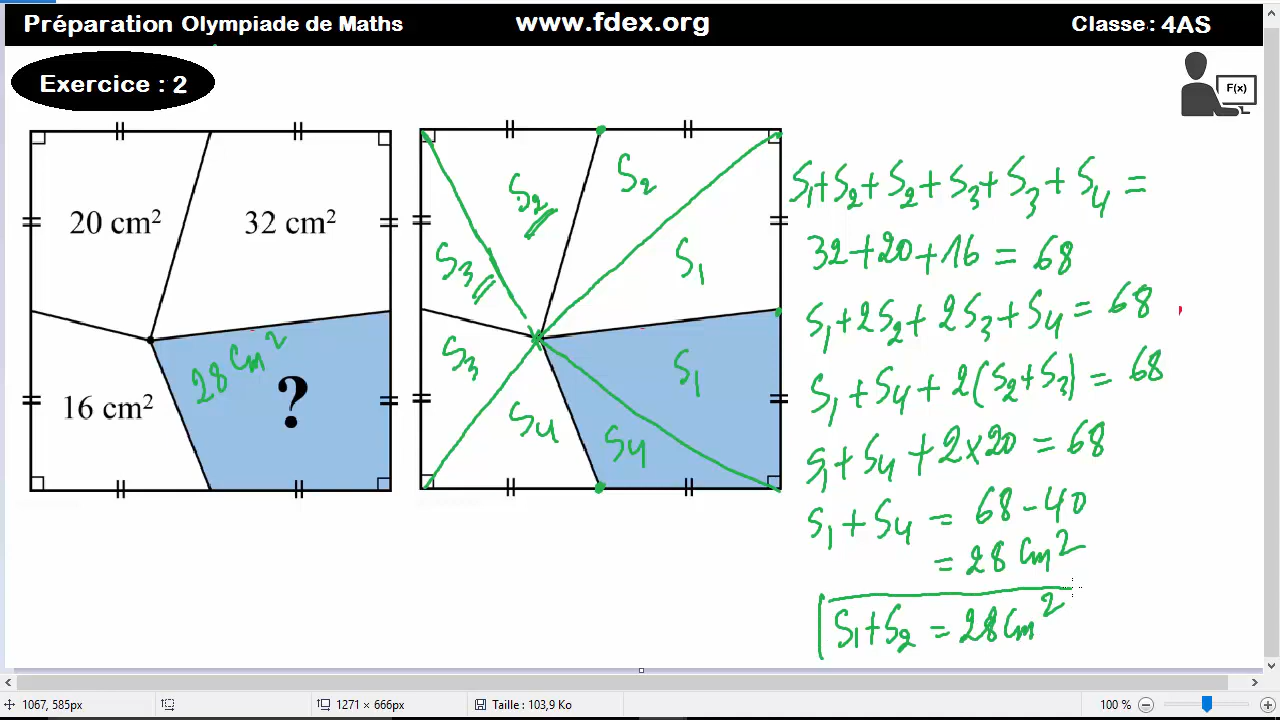 Préparation Olympiade de Maths
www.fdex.org
Classe : 4AS
Exercice : 2
F(x)
20 cm²
32 cm²
16 cm²
28 cm²
?
S₂
S₂
S₃
S₁
S₃
S₁
S₄
S₄
S₁+S₂+S₂+S₃+S₃+S₄ =
32+20+16 = 68
S₁+2S₂+2S₃+S₄ = 68
S₁+S₄+2(S₂+S₃) = 68
S₁+S₄+2×20 = 68
S₁+S₄ = 68-40
= 28 cm²
S₁+S₂ = 28 cm²
1067, 585px
1271 × 666px
Taille : 103,9 Ko
100 %